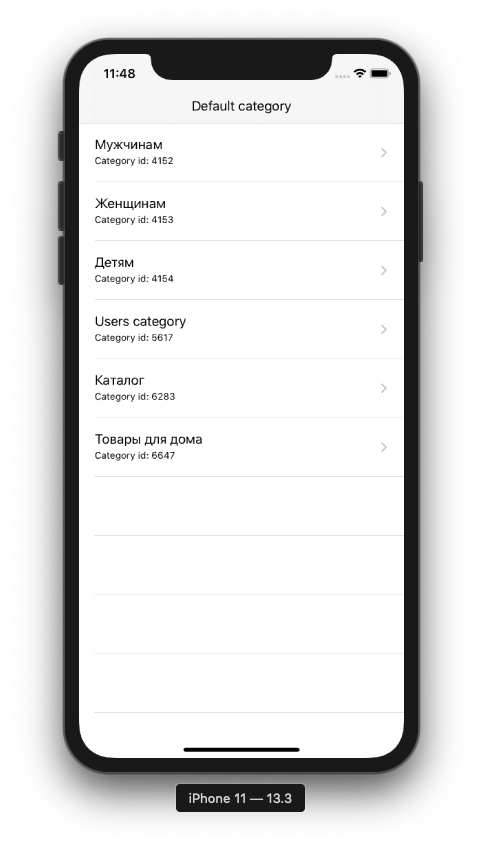 11:48
Default category
Мужчинам
Category id: 4152
Женщинам
Category id: 4153
Детям
Category id: 4154
Users category
Category id: 5617
Каталог
Category id: 6283
Товары для дома
Category id: 6647
iPhone 11 — 13.3